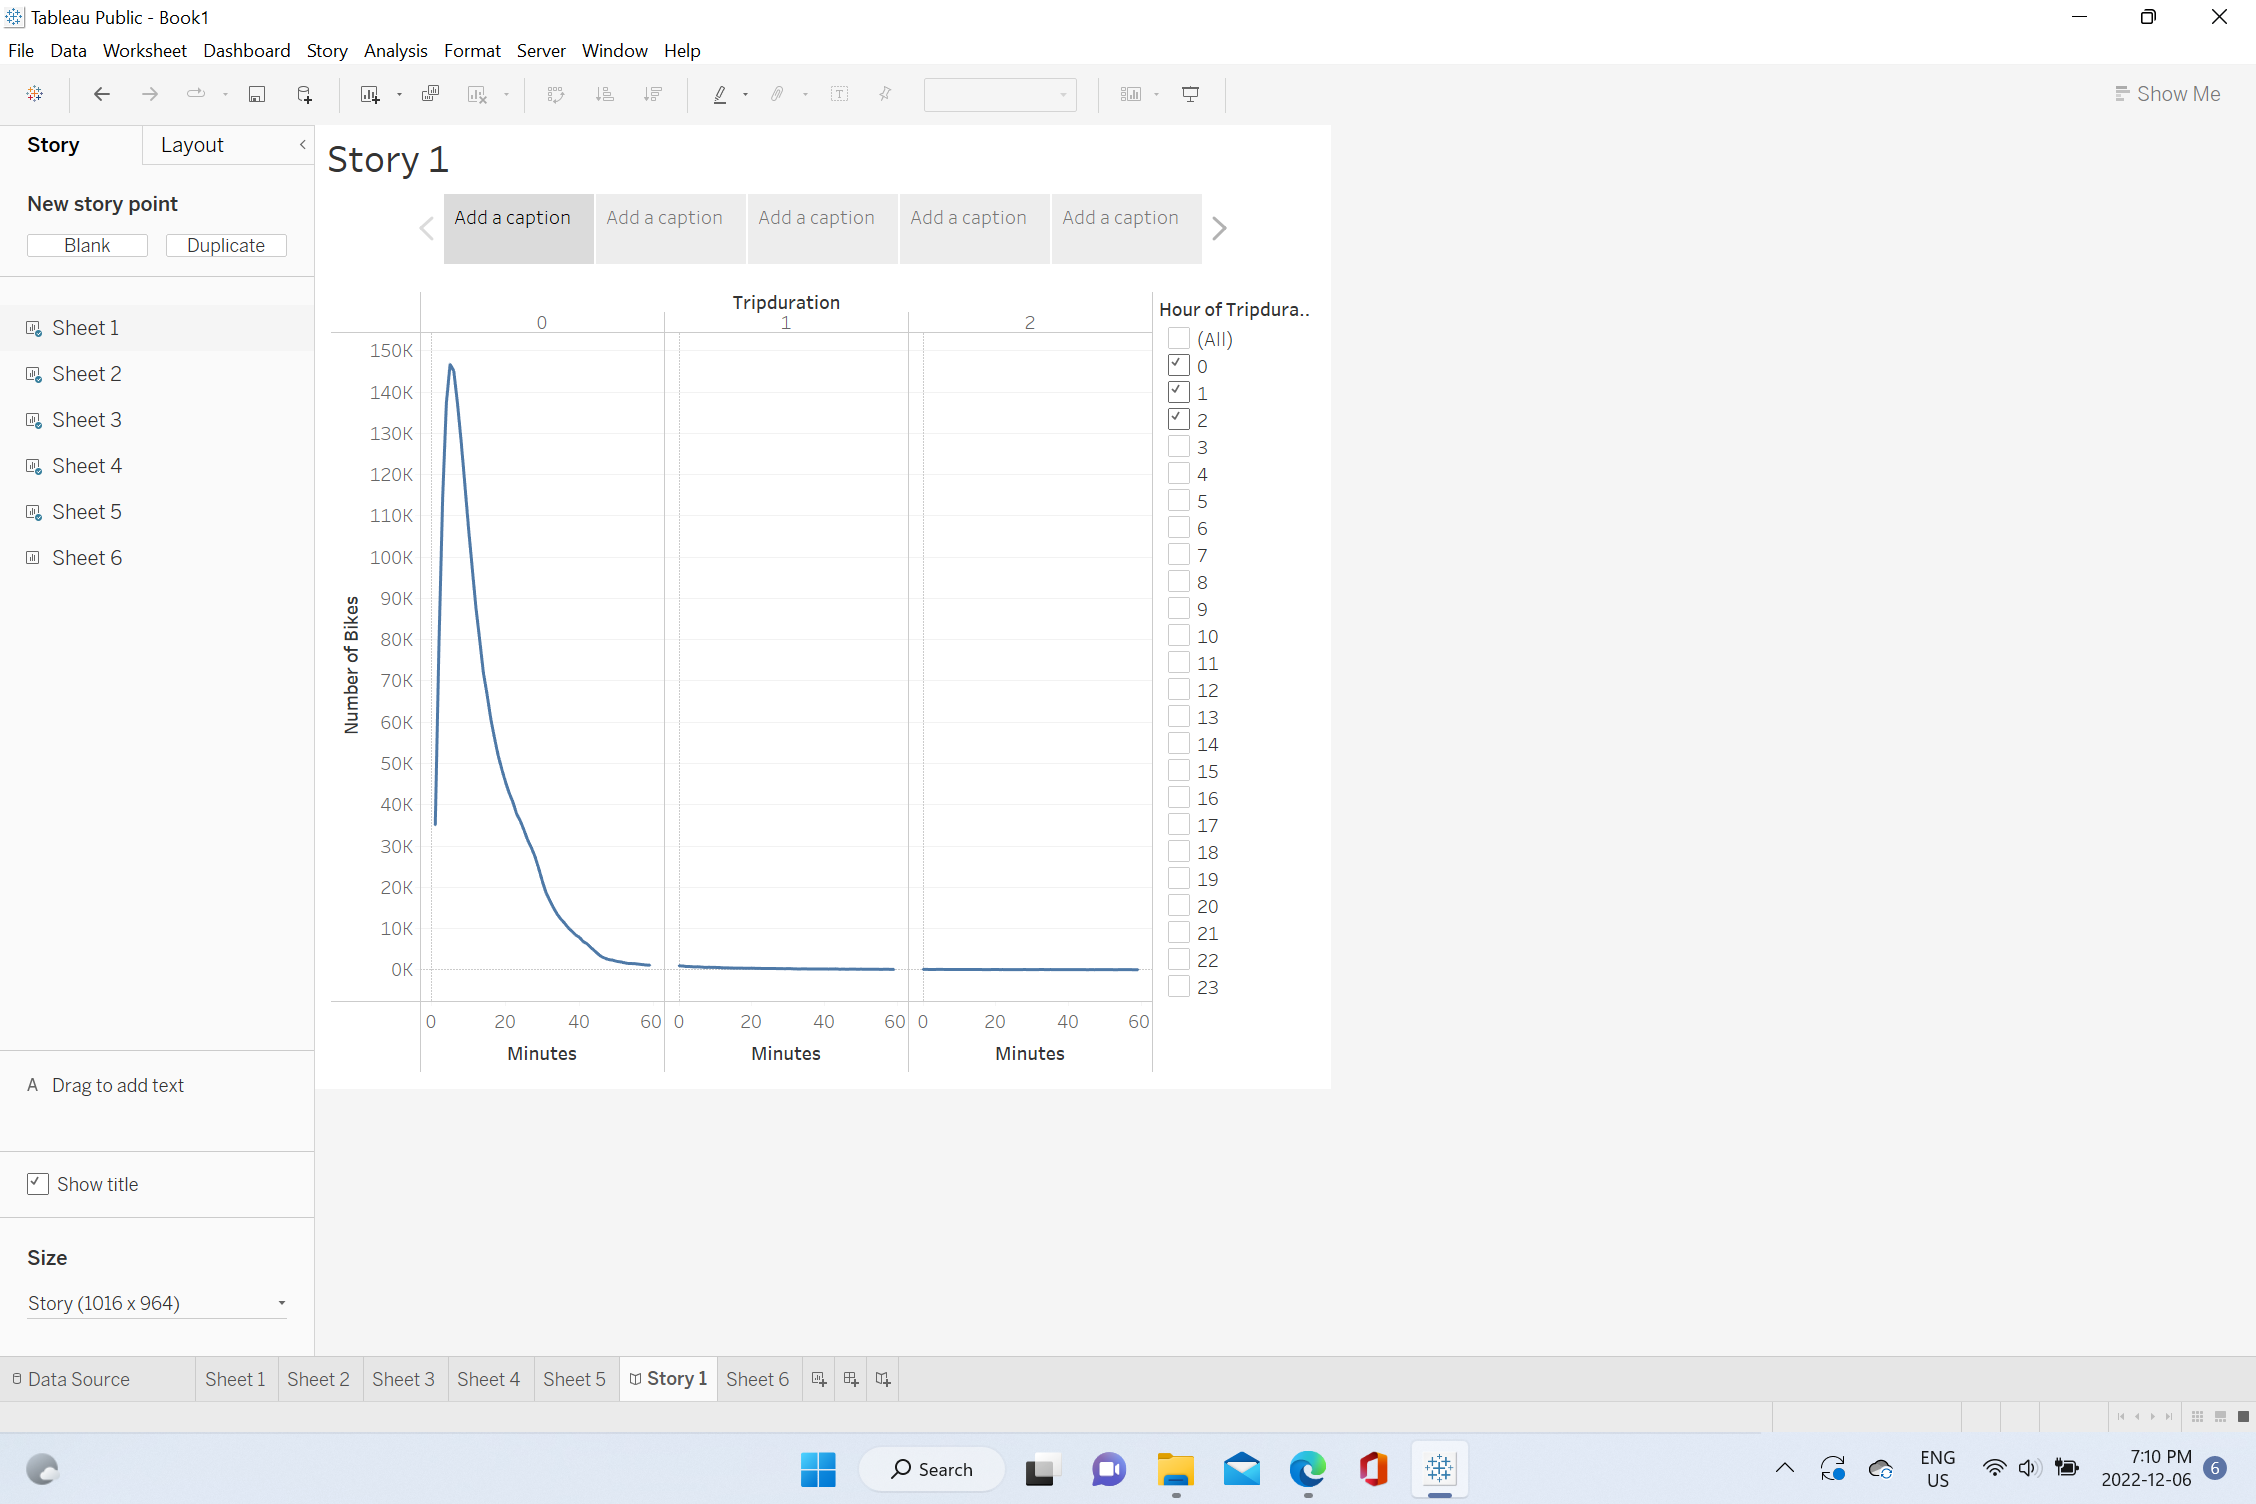 Tableau Public - Book1
File Data Worksheet Dashboard Story Analysis Format Server Window Help
Show Me
Story Layout
New story point
Blank Duplicate
Sheet 1
Sheet 2
Sheet 3
Sheet 4
Sheet 5
Sheet 6
A Drag to add text
Show title
Size
Story (1016 x 964)
Story 1
Add a caption Add a caption Add a caption Add a caption Add a caption
Tripduration
0 1 2
150K
140K
130K
120K
110K
100K
90K
80K
70K
60K
50K
40K
30K
20K
10K
0K
Number of Bikes
0 20 40 60 0 20 40 60 0 20 40 60
Minutes Minutes Minutes
Hour of Tripdura..
(All)
0
1
2
3
4
5
6
7
8
9
10
11
12
13
14
15
16
17
18
19
20
21
22
23
Data Source Sheet 1 Sheet 2 Sheet 3 Sheet 4 Sheet 5 Story 1 Sheet 6
Search
ENG
US
7:10 PM
2022-12-06
6